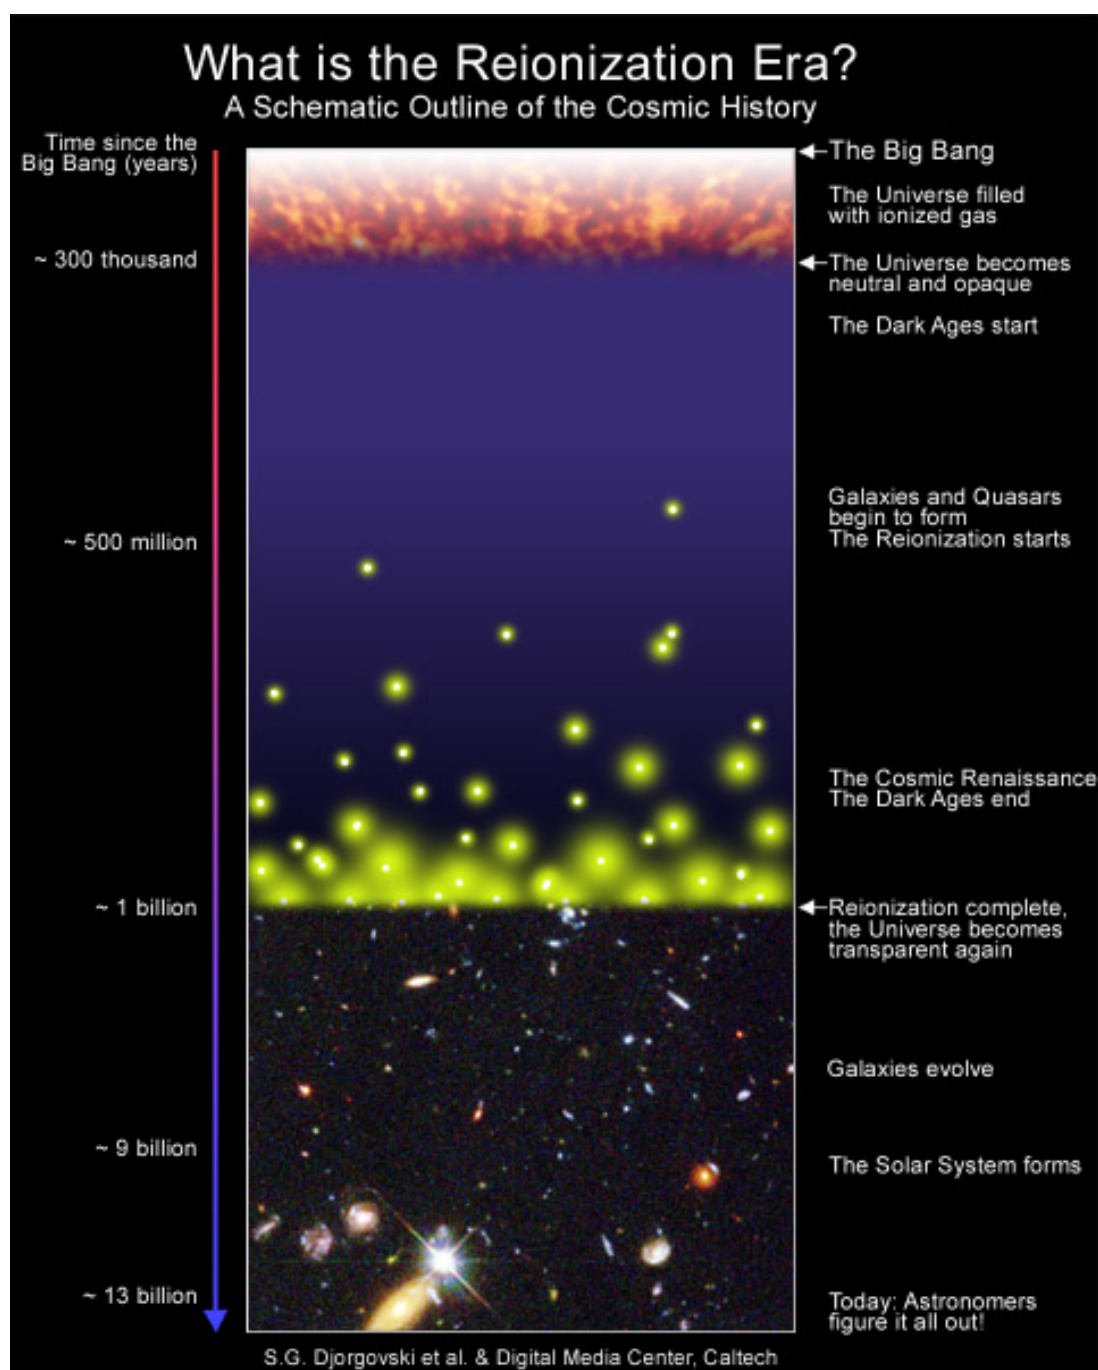 What is the Reionization Era?
A Schematic Outline of the Cosmic History
Time since the
Big Bang (years)
The Big Bang
The Universe filled
with ionized gas
~ 300 thousand
The Universe becomes
neutral and opaque
The Dark Ages start
Galaxies and Quasars
begin to form
The Reionization starts
~ 500 million
The Cosmic Renaissance
The Dark Ages end
~ 1 billion
Reionization complete,
the Universe becomes
transparent again
Galaxies evolve
~ 9 billion
The Solar System forms
~ 13 billion
Today: Astronomers
figure it all out!
S.G. Djorgovski et al. & Digital Media Center, Caltech